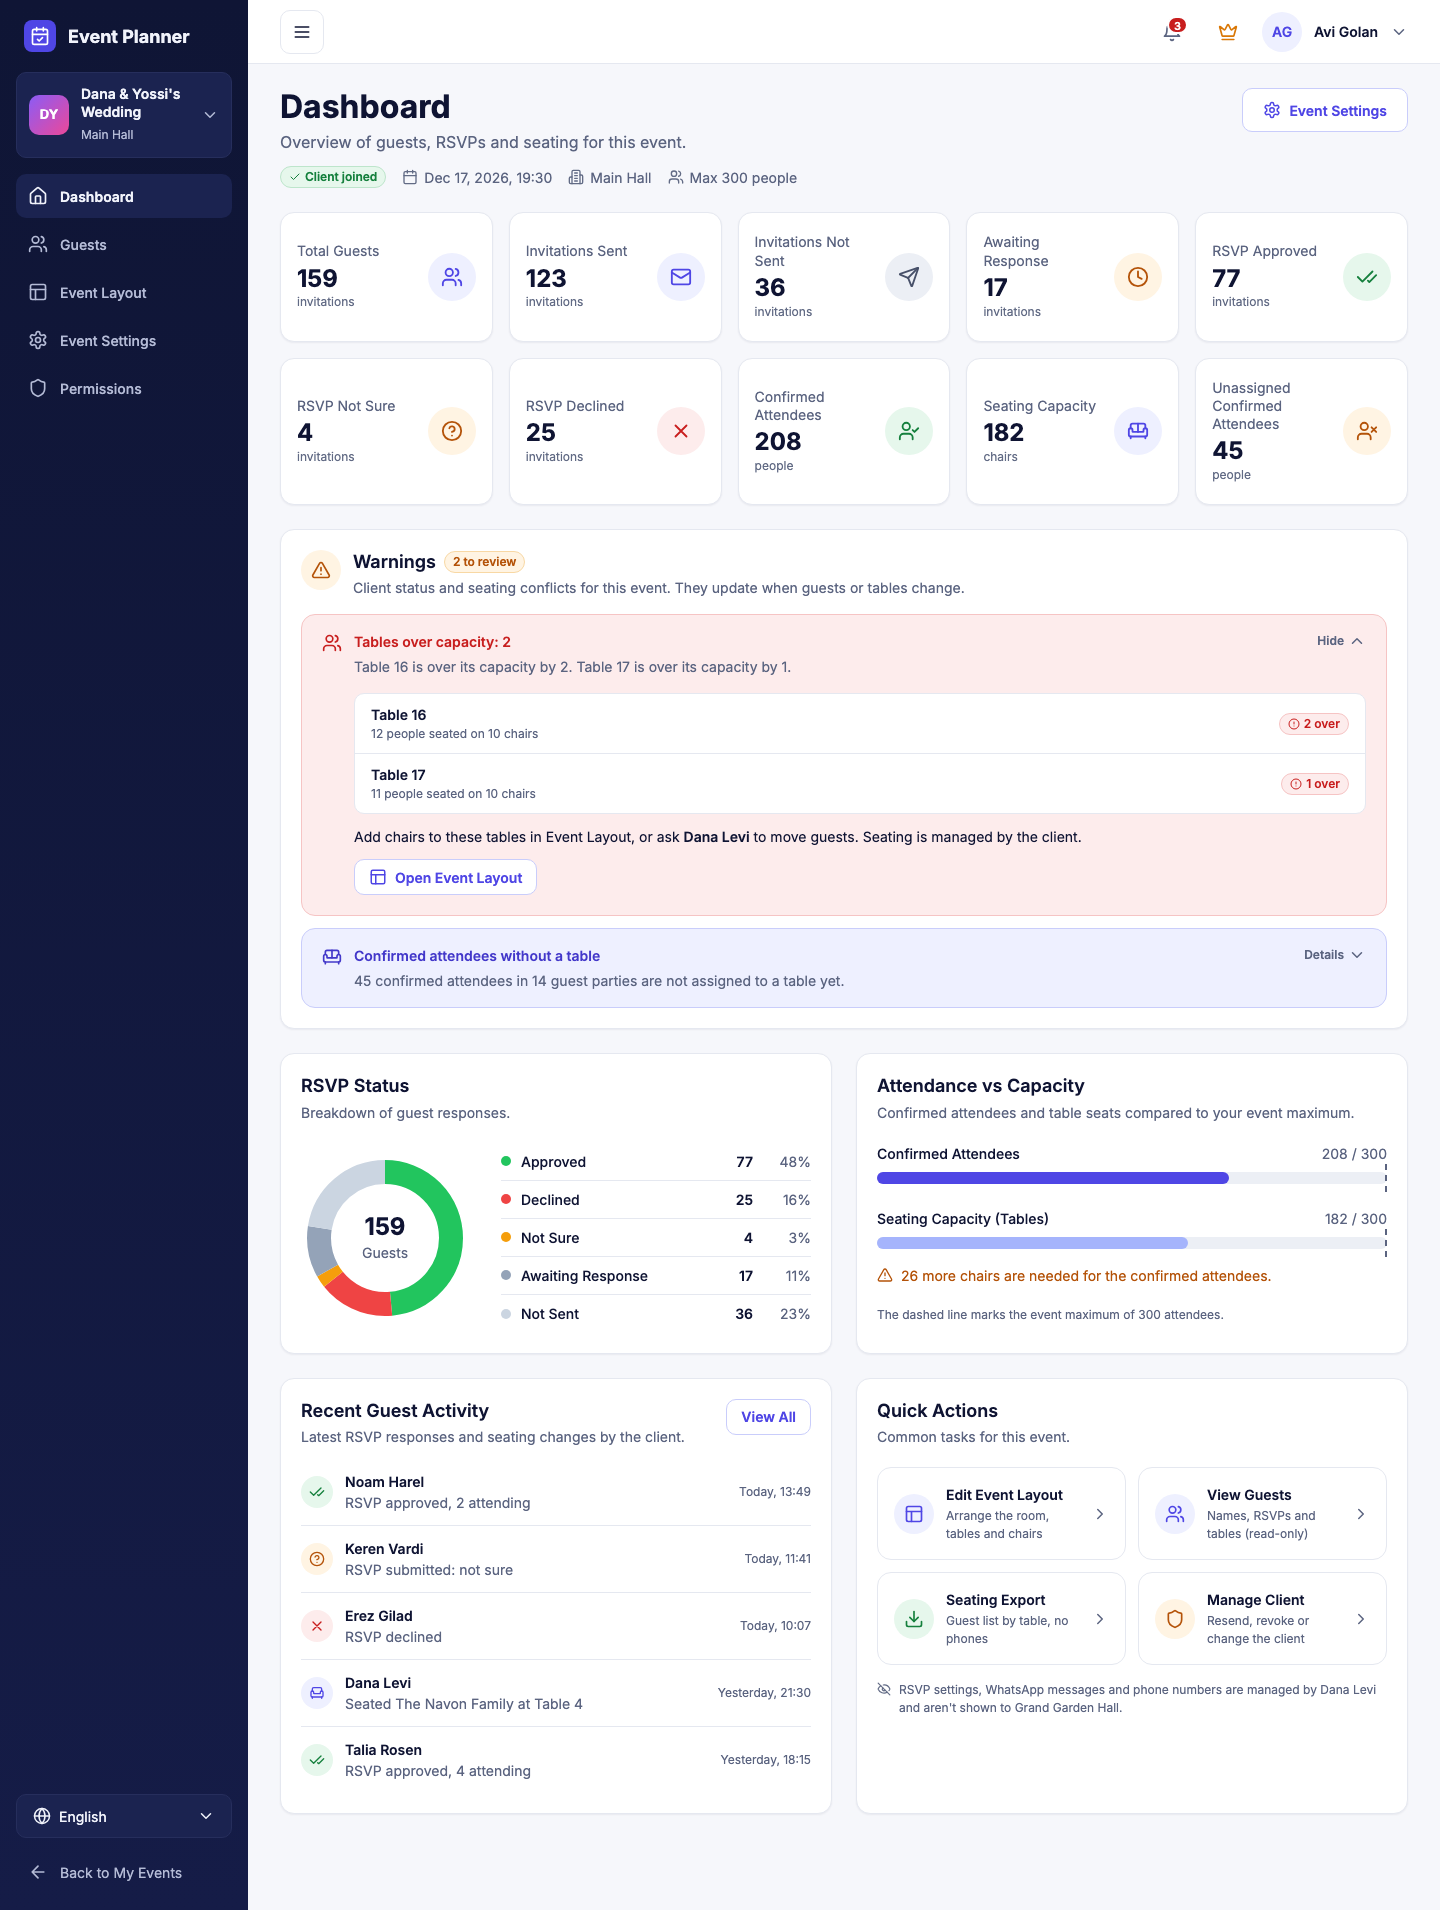 Event Planner
DY
Dana & Yossi's
Wedding
Main Hall
Dashboard
Guests
Event Layout
Event Settings
Permissions
English
Back to My Events
3
AG
Avi Golan
Dashboard
Overview of guests, RSVPs and seating for this event.
Event Settings
Client joined
Dec 17, 2026, 19:30
Main Hall
Max 300 people
Total Guests
159
invitations
Invitations Sent
123
invitations
Invitations Not
Sent
36
invitations
Awaiting
Response
17
invitations
RSVP Approved
77
invitations
RSVP Not Sure
4
invitations
RSVP Declined
25
invitations
Confirmed
Attendees
208
people
Seating Capacity
182
chairs
Unassigned
Confirmed
Attendees
45
people
Warnings
2 to review
Client status and seating conflicts for this event. They update when guests or tables change.
Tables over capacity: 2
Hide
Table 16 is over its capacity by 2. Table 17 is over its capacity by 1.
Table 16
12 people seated on 10 chairs
2 over
Table 17
11 people seated on 10 chairs
1 over
Add chairs to these tables in Event Layout, or ask Dana Levi to move guests. Seating is managed by the client.
Open Event Layout
Confirmed attendees without a table
Details
45 confirmed attendees in 14 guest parties are not assigned to a table yet.
RSVP Status
Breakdown of guest responses.
159
Guests
Approved 77 48%
Declined 25 16%
Not Sure 4 3%
Awaiting Response 17 11%
Not Sent 36 23%
Attendance vs Capacity
Confirmed attendees and table seats compared to your event maximum.
Confirmed Attendees 208 / 300
Seating Capacity (Tables) 182 / 300
26 more chairs are needed for the confirmed attendees.
The dashed line marks the event maximum of 300 attendees.
Recent Guest Activity
Latest RSVP responses and seating changes by the client.
View All
Noam Harel
RSVP approved, 2 attending
Today, 13:49
Keren Vardi
RSVP submitted: not sure
Today, 11:41
Erez Gilad
RSVP declined
Today, 10:07
Dana Levi
Seated The Navon Family at Table 4
Yesterday, 21:30
Talia Rosen
RSVP approved, 4 attending
Yesterday, 18:15
Quick Actions
Common tasks for this event.
Edit Event Layout
Arrange the room,
tables and chairs
View Guests
Names, RSVPs and
tables (read-only)
Seating Export
Guest list by table, no
phones
Manage Client
Resend, revoke or
change the client
RSVP settings, WhatsApp messages and phone numbers are managed by Dana Levi
and aren't shown to Grand Garden Hall.